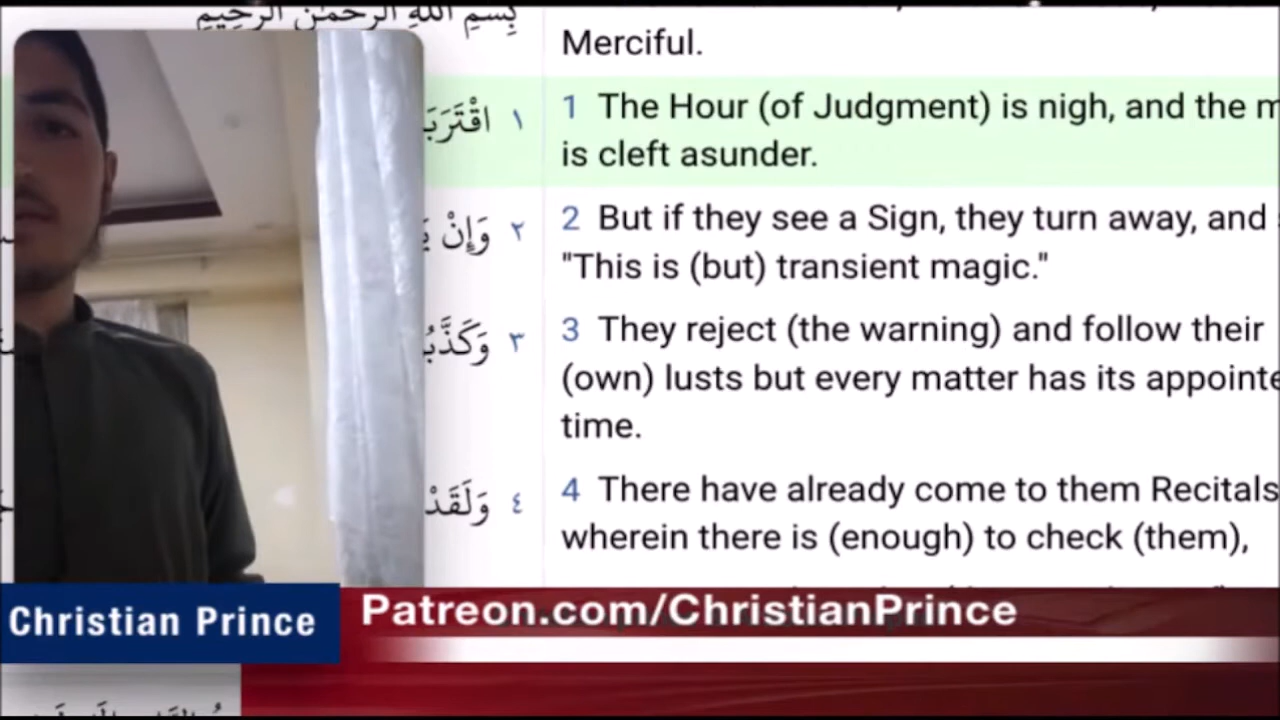 بِسْمِ اللَّهِ الرَّحْمَٰنِ الرَّحِيمِ
Merciful.
١
1 The Hour (of Judgment) is nigh, and the
is cleft asunder.
٢ وَإِنْ
2 But if they see a Sign, they turn away, and
"This is (but) transient magic."
٣
3 They reject (the warning) and follow their
(own) lusts but every matter has its
time.
٤ وَلَقَدْ
4 There have already come to them Recitals
wherein there is (enough) to check (them),
Christian Prince
Patreon.com/ChristianPrince